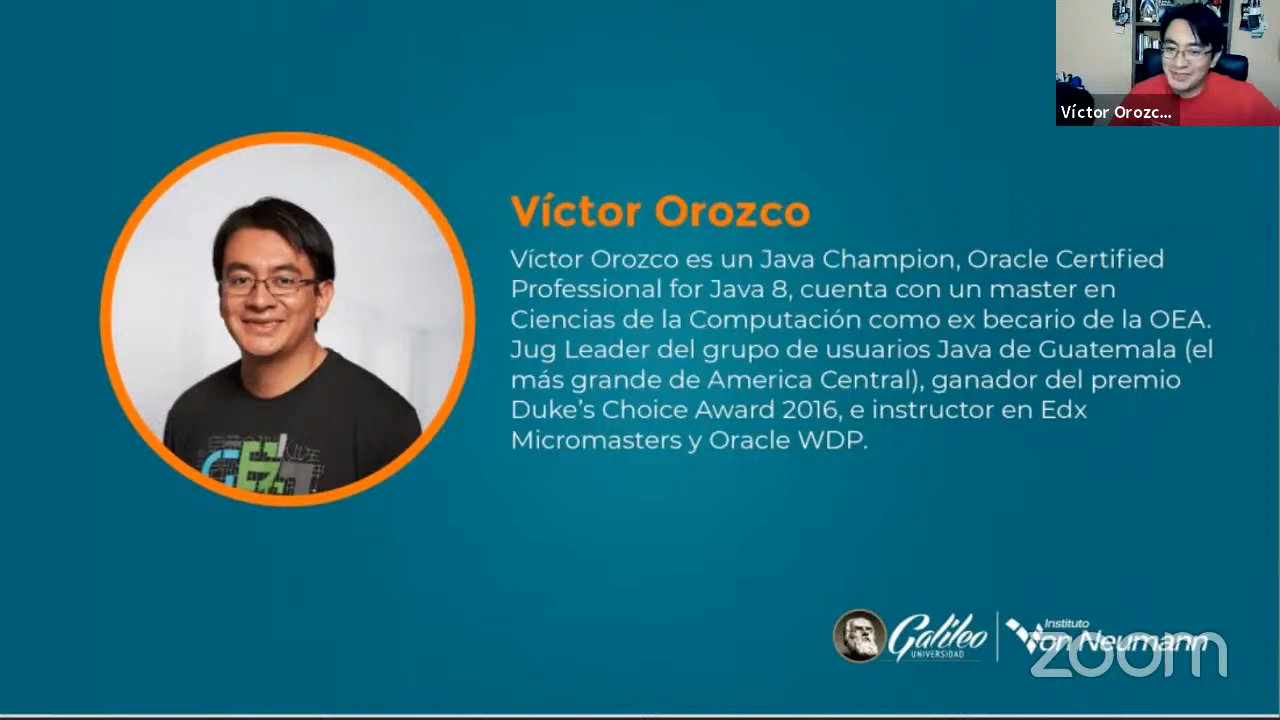 Víctor Orozc...
Víctor Orozco
Víctor Orozco es un Java Champion, Oracle Certified
Professional for Java 8, cuenta con un master en
Ciencias de la Computación como ex becario de la OEA.
Jug Leader del grupo de usuarios Java de Guatemala (el
más grande de America Central), ganador del premio
Duke’s Choice Award 2016, e instructor en Edx
Micromasters y Oracle WDP.
Galileo
UNIVERSIDAD
Instituto
Von Neumann
zoom